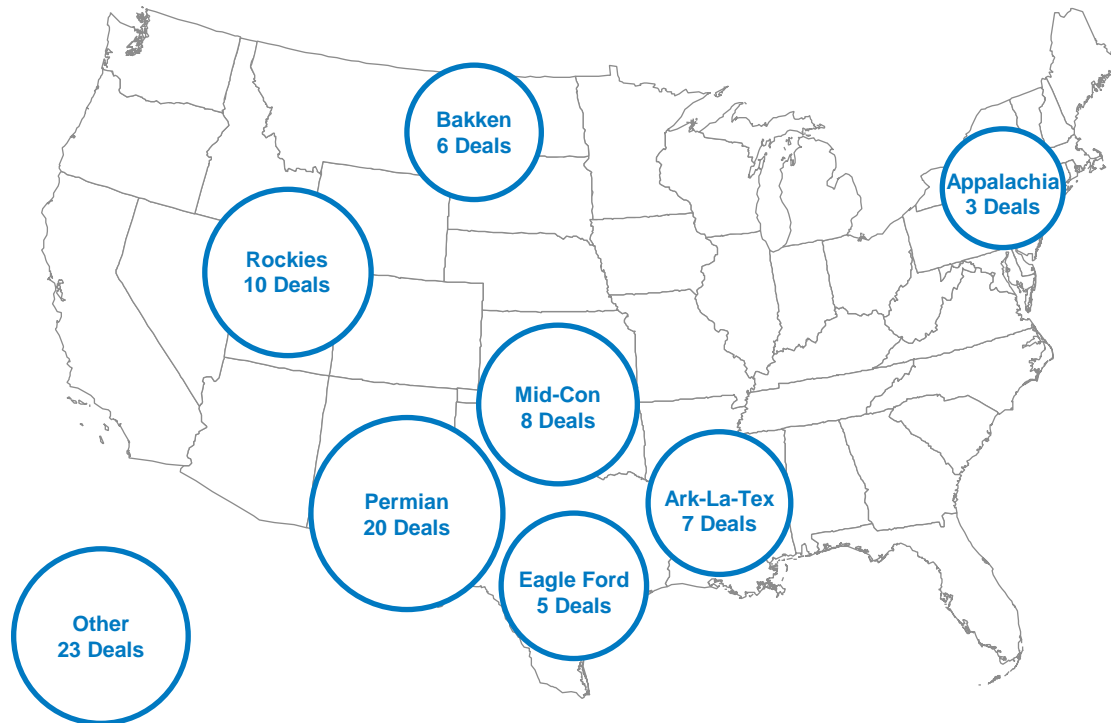 Bakken
6 Deals
Appalachia
3 Deals
Rockies
10 Deals
Mid-Con
8 Deals
Permian
20 Deals
Ark-La-Tex
7 Deals
Eagle Ford
5 Deals
Other
23 Deals